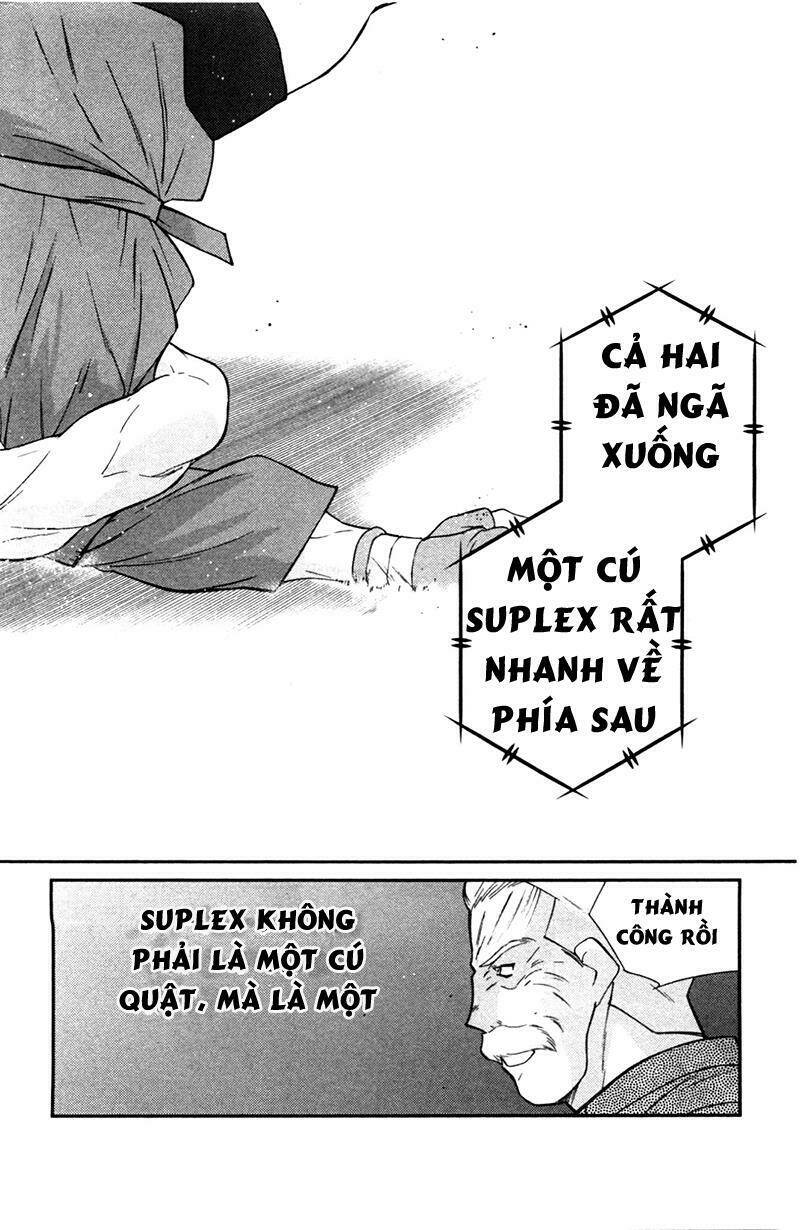 CẢ HAI
ĐÃ NGÃ
XUỐNG
MỘT CÚ
SUPLEX RẤT
NHANH VỀ
PHÍA SAU
THÀNH
CÔNG RỒI
SUPLEX KHÔNG
PHẢI LÀ MỘT CÚ
QUẬT, MÀ LÀ MỘT